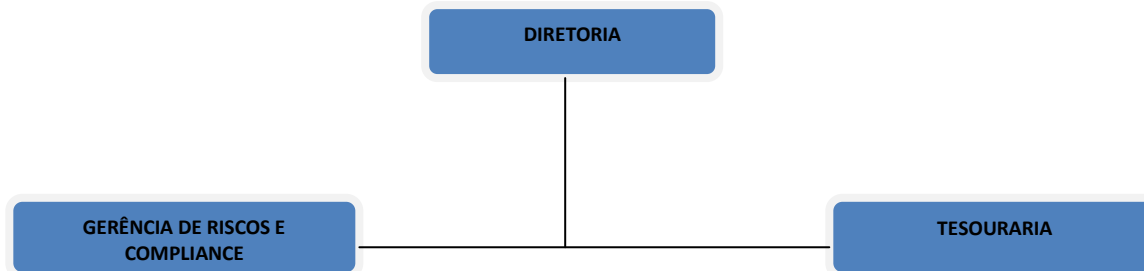 DIRETORIA
GERÊNCIA DE RISCOS E
COMPLIANCE
TESOURARIA